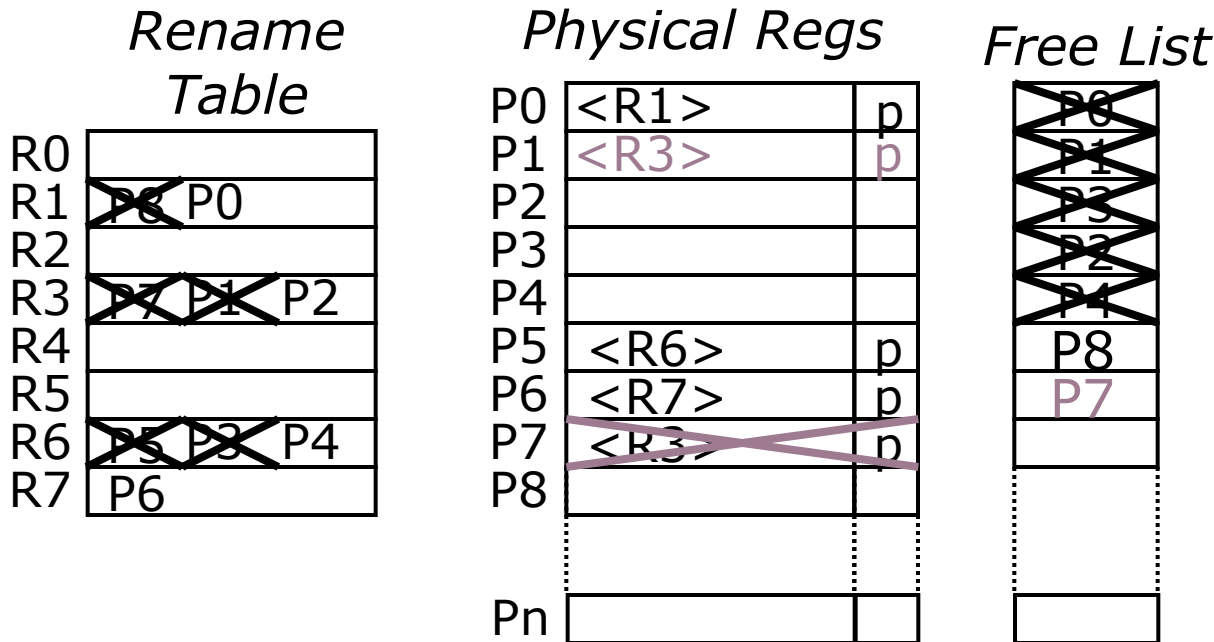 Rename
Table
R0
R1 P8 P0
R2
R3 P7 P1 P2
R4
R5
R6 P5 P3 P4
R7 P6
Physical Regs
P0 <R1> p
P1 <R3> p
P2
P3
P4
P5 <R6> p
P6 <R7> p
P7 <R3> p
P8
Pn
Free List
P0
P1
P3
P2
P4
P8
P7